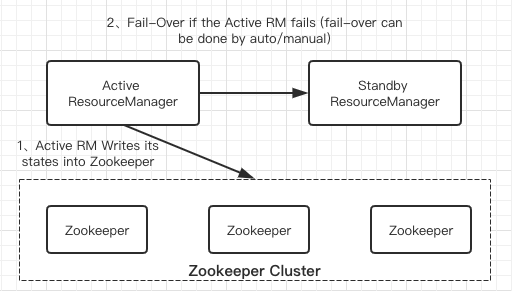 2、Fail-Over if the Active RM fails (fail-over can
be done by auto/manual)
Active
ResourceManager
Standby
ResourceManager
1、Active RM Writes its
states into Zookeeper
Zookeeper
Zookeeper
Zookeeper
Zookeeper Cluster